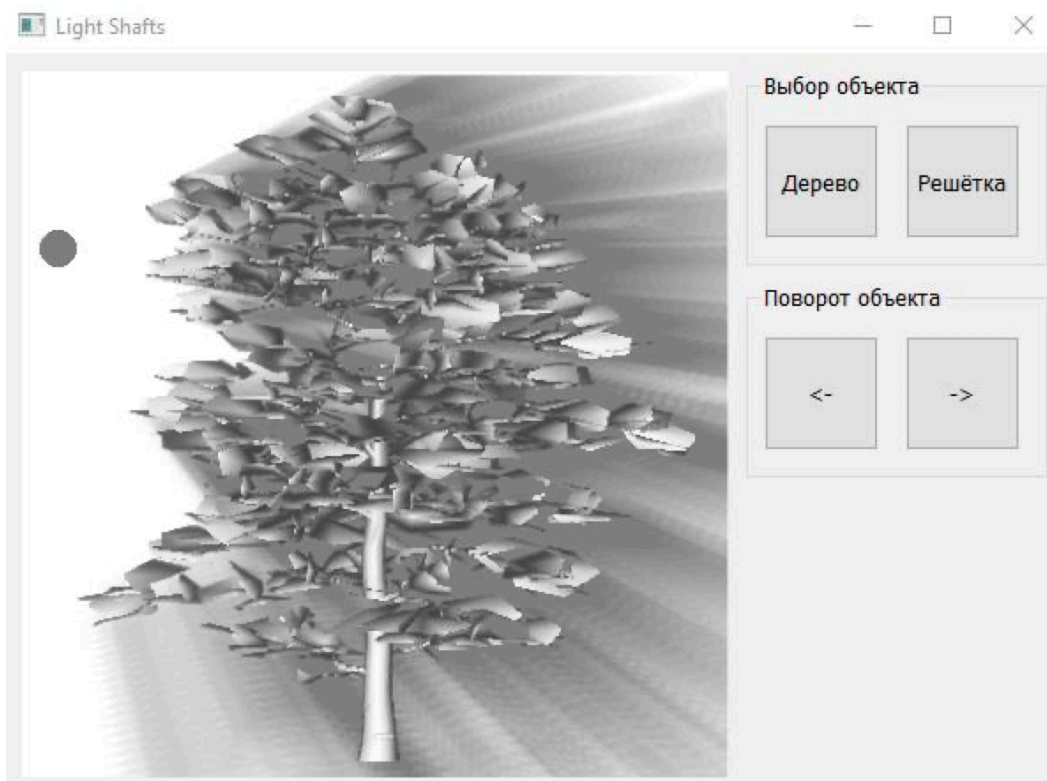 Light Shafts
Выбор объекта
Дерево Решётка
Поворот объекта
<- ->